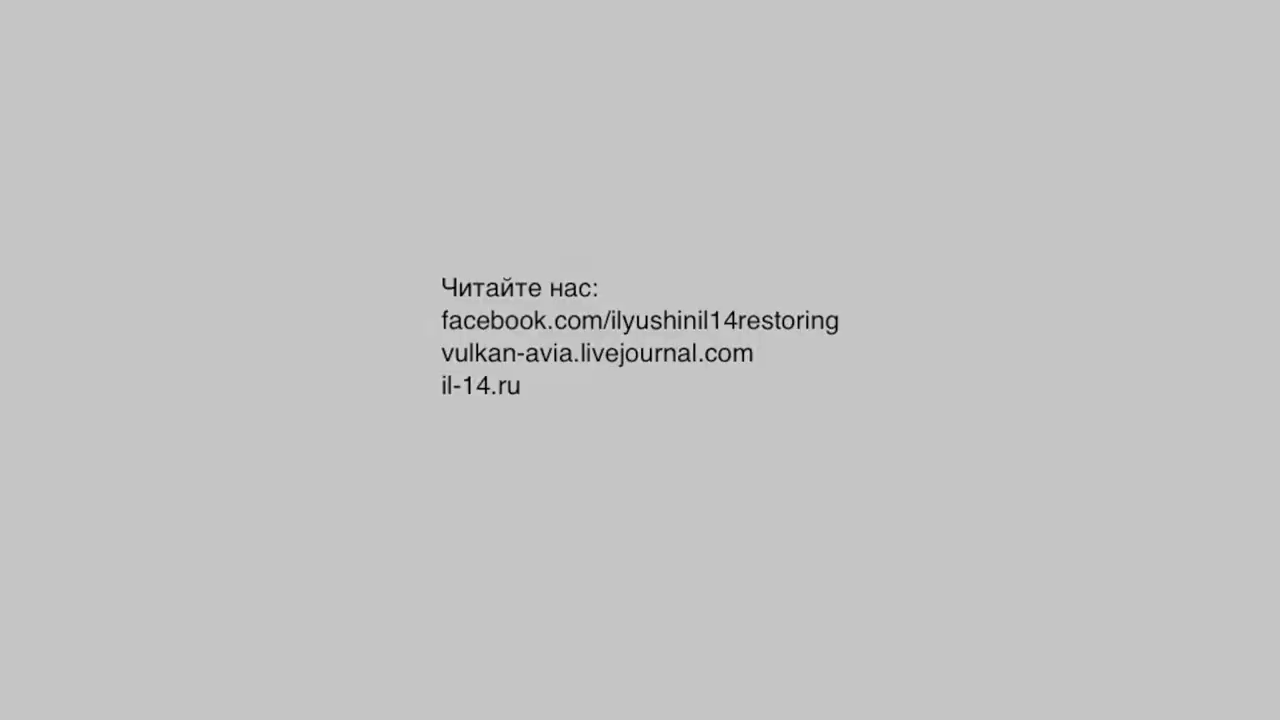 Читайте нас:
facebook.com/ilyushinil14restoring
vulkan-avia.livejournal.com
il-14.ru